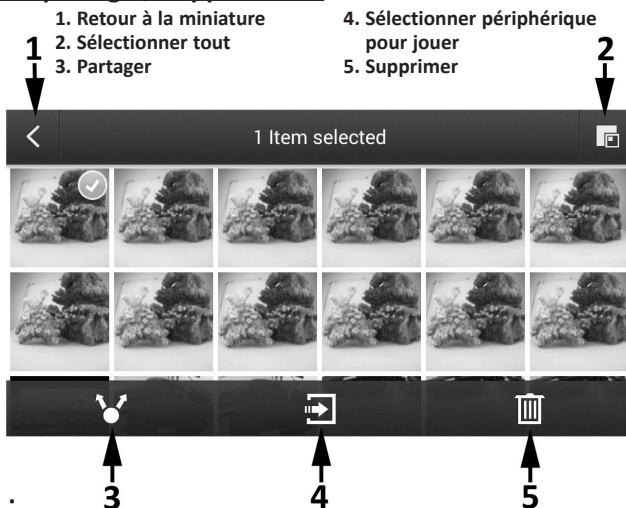 1. Retour à la miniature
2. Sélectionner tout
3. Partager
4. Sélectionner périphérique
pour jouer
5. Supprimer
1
2
1 Item selected
3
4
5